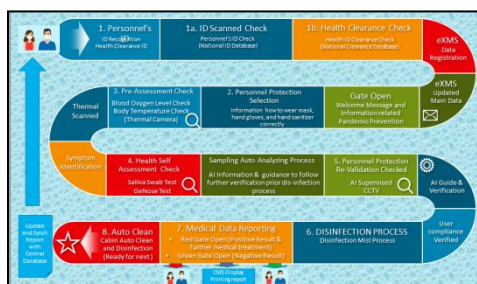 1. Personnel's
ID
ID Recognition
Health Clearance ID
1a. ID Scanned Check
Personnel's ID Check
(National ID Database)
1b. Health Clearance Check
Health ID Clearance Check
(National Clearance Database)
eXMS
Data
Registration
eXMS
Updated
Main Data
Gate Open
Welcome Message and
Information related
Pandemic Prevention
2. Personnel Protection
Selection
Information how to wear mask,
hand gloves, and hand sanitizer
correctly
3. Pre-Assessment Check
Blood Oxygen Level Check
Body Temperature Check
(Thermal Camera)
Thermal
Scanned
Symptom
Identification
4. Health Self
Assessment Check
Saliva Swab Test
GeNose Test
Sampling Auto Analyzing Process
AI Information & guidance to follow
further verification prior dis-infection
process
5. Personnel Protection
Re-Validation Checked
AI Supervised
CCTV
AI Guide &
Verification
User
compliance
Verified
6. DISINFECTION PROCESS
Disinfection Mist Process
7. Medical Data Reporting
• Red Gate Open (Positive Result &
further medical treatment)
• Green Gate Open (Negative Result)
8. Auto Clean
Cabin Auto Clean
and Disinfection
(Ready for next)
Update
and Synch
Report
with
Central
Database
EMS Display
Printing report